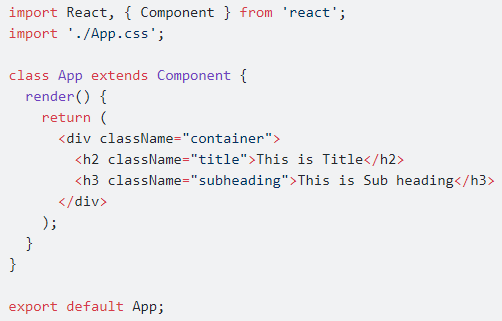 import React, { Component } from 'react';
import './App.css';

class App extends Component {
  render() {
    return (
      <div className="container">
        <h2 className="title">This is Title</h2>
        <h3 className="subheading">This is Sub heading</h3>
      </div>
    );
  }
}

export default App;